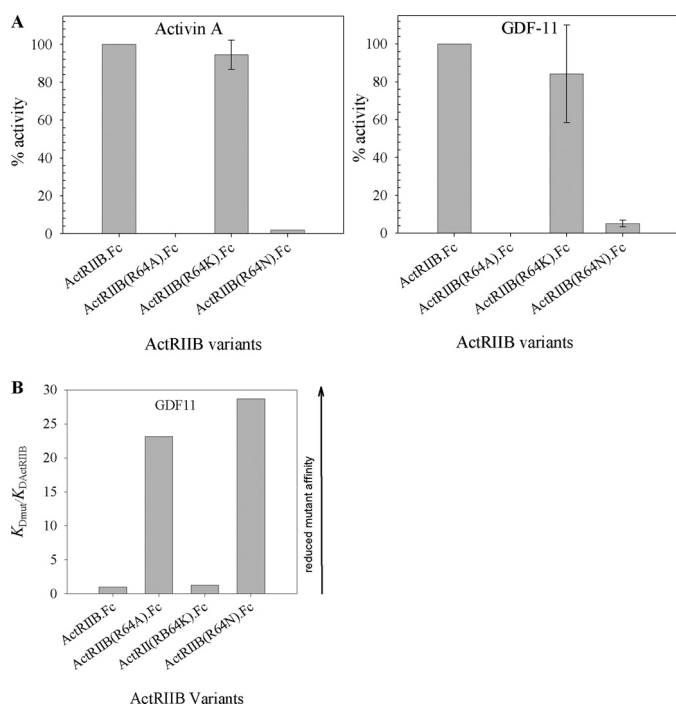 A
Activin A
% activity
100
80
60
40
20
0
ActRIIB.Fc
ActRIIB(R64A).Fc
ActRIIB(R64K).Fc
ActRIIB(R64N).Fc
ActRIIB variants
GDF-11
% activity
100
80
60
40
20
0
ActRIIB.Fc
ActRIIB(R64A).Fc
ActRIIB(R64K).Fc
ActRIIB(R64N).Fc
ActRIIB variants
B
GDF11
KDmut/KDActRIIB
30
25
20
15
10
5
0
ActRIIB.Fc
ActRIIB(R64A).Fc
ActRII(RB64K).Fc
ActRIIB(R64N).Fc
ActRIIB Variants
reduced mutant affinity